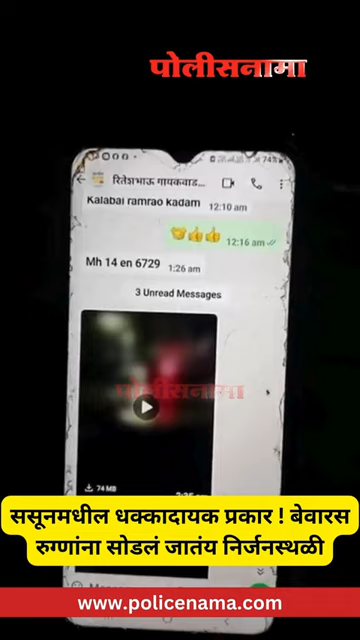 पोलीसनामा
74%
रितेशभाऊ गायकवाड...
Kalabai ramrao kadam 12:10 am
12:16 am
Mh 14 en 6729 1:26 am
3 Unread Messages
पोलीसनामा
74 MB
ससूनमधील धक्कादायक प्रकार ! बेवारस
रुग्णांना सोडलं जातंय निर्जनस्थळी
www.policenama.com